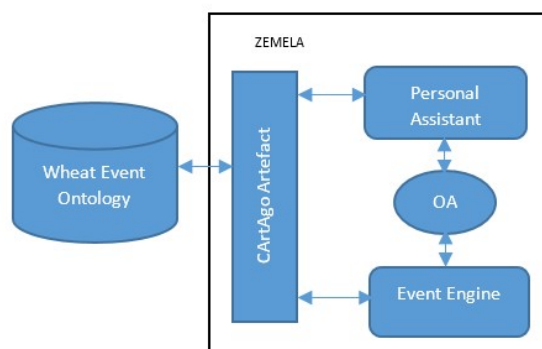 ZEMELA
Wheat Event
Ontology
CArtAgo Artefact
Personal
Assistant
OA
Event Engine